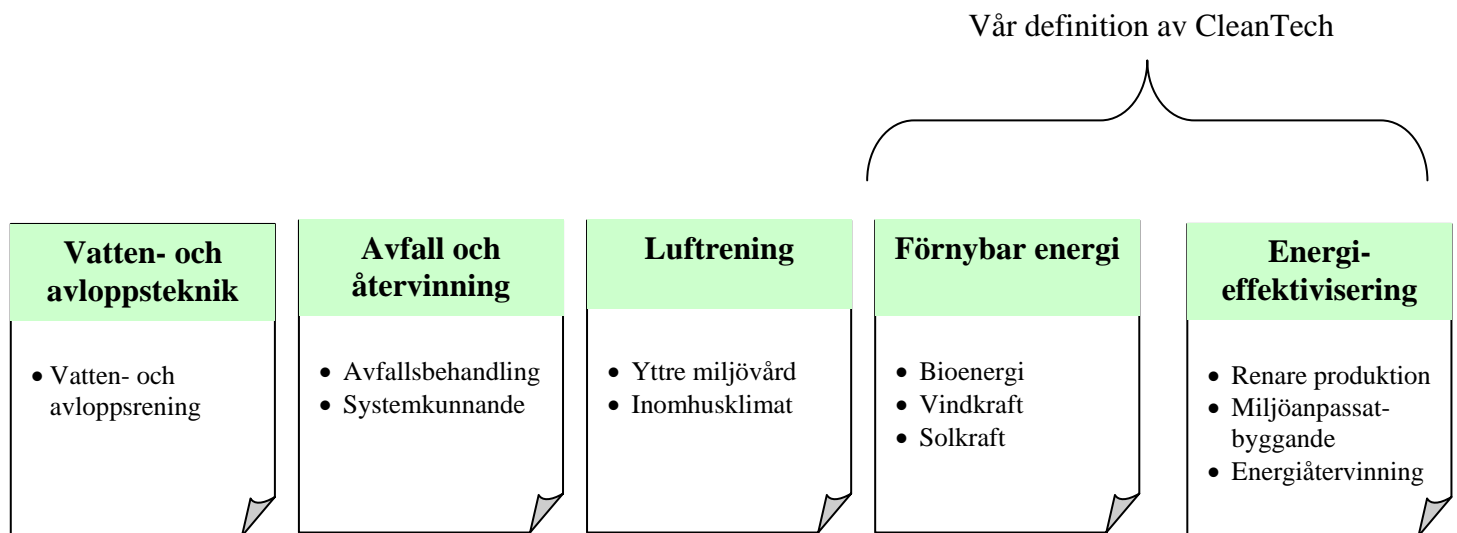 Vår definition av CleanTech
Vatten- och
avloppsteknik
• Vatten- och
avloppsrening
Avfall och
återvinning
• Avfallsbehandling
• Systemkunnande
Luftrening
• Yttre miljövård
• Inomhusklimat
Förnybar energi
• Bioenergi
• Vindkraft
• Solkraft
Energi-
effektivisering
• Renare produktion
• Miljöanpassat-
byggande
• Energiåtervinning